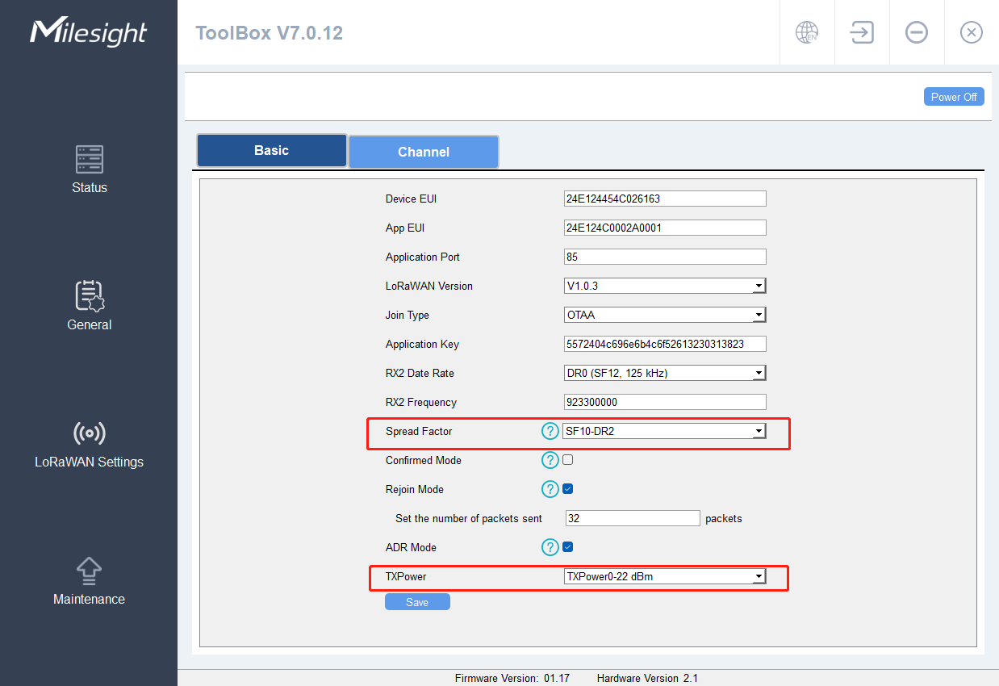 Milesight
ToolBox V7.0.12
EN
Power Off
Basic
Channel
Status
General
LoRaWAN Settings
Maintenance
Device EUI 24E124454C026163
App EUI 24E124C0002A0001
Application Port 85
LoRaWAN Version V1.0.3
Join Type OTAA
Application Key 5572404c696e6b4c6f52613230313823
RX2 Date Rate DR0 (SF12, 125 kHz)
RX2 Frequency 923300000
Spread Factor ? SF10-DR2
Confirmed Mode ?
Rejoin Mode ?
Set the number of packets sent 32 packets
ADR Mode ?
TXPower TXPower0-22 dBm
Save
Firmware Version: 01.17 Hardware Version 2.1